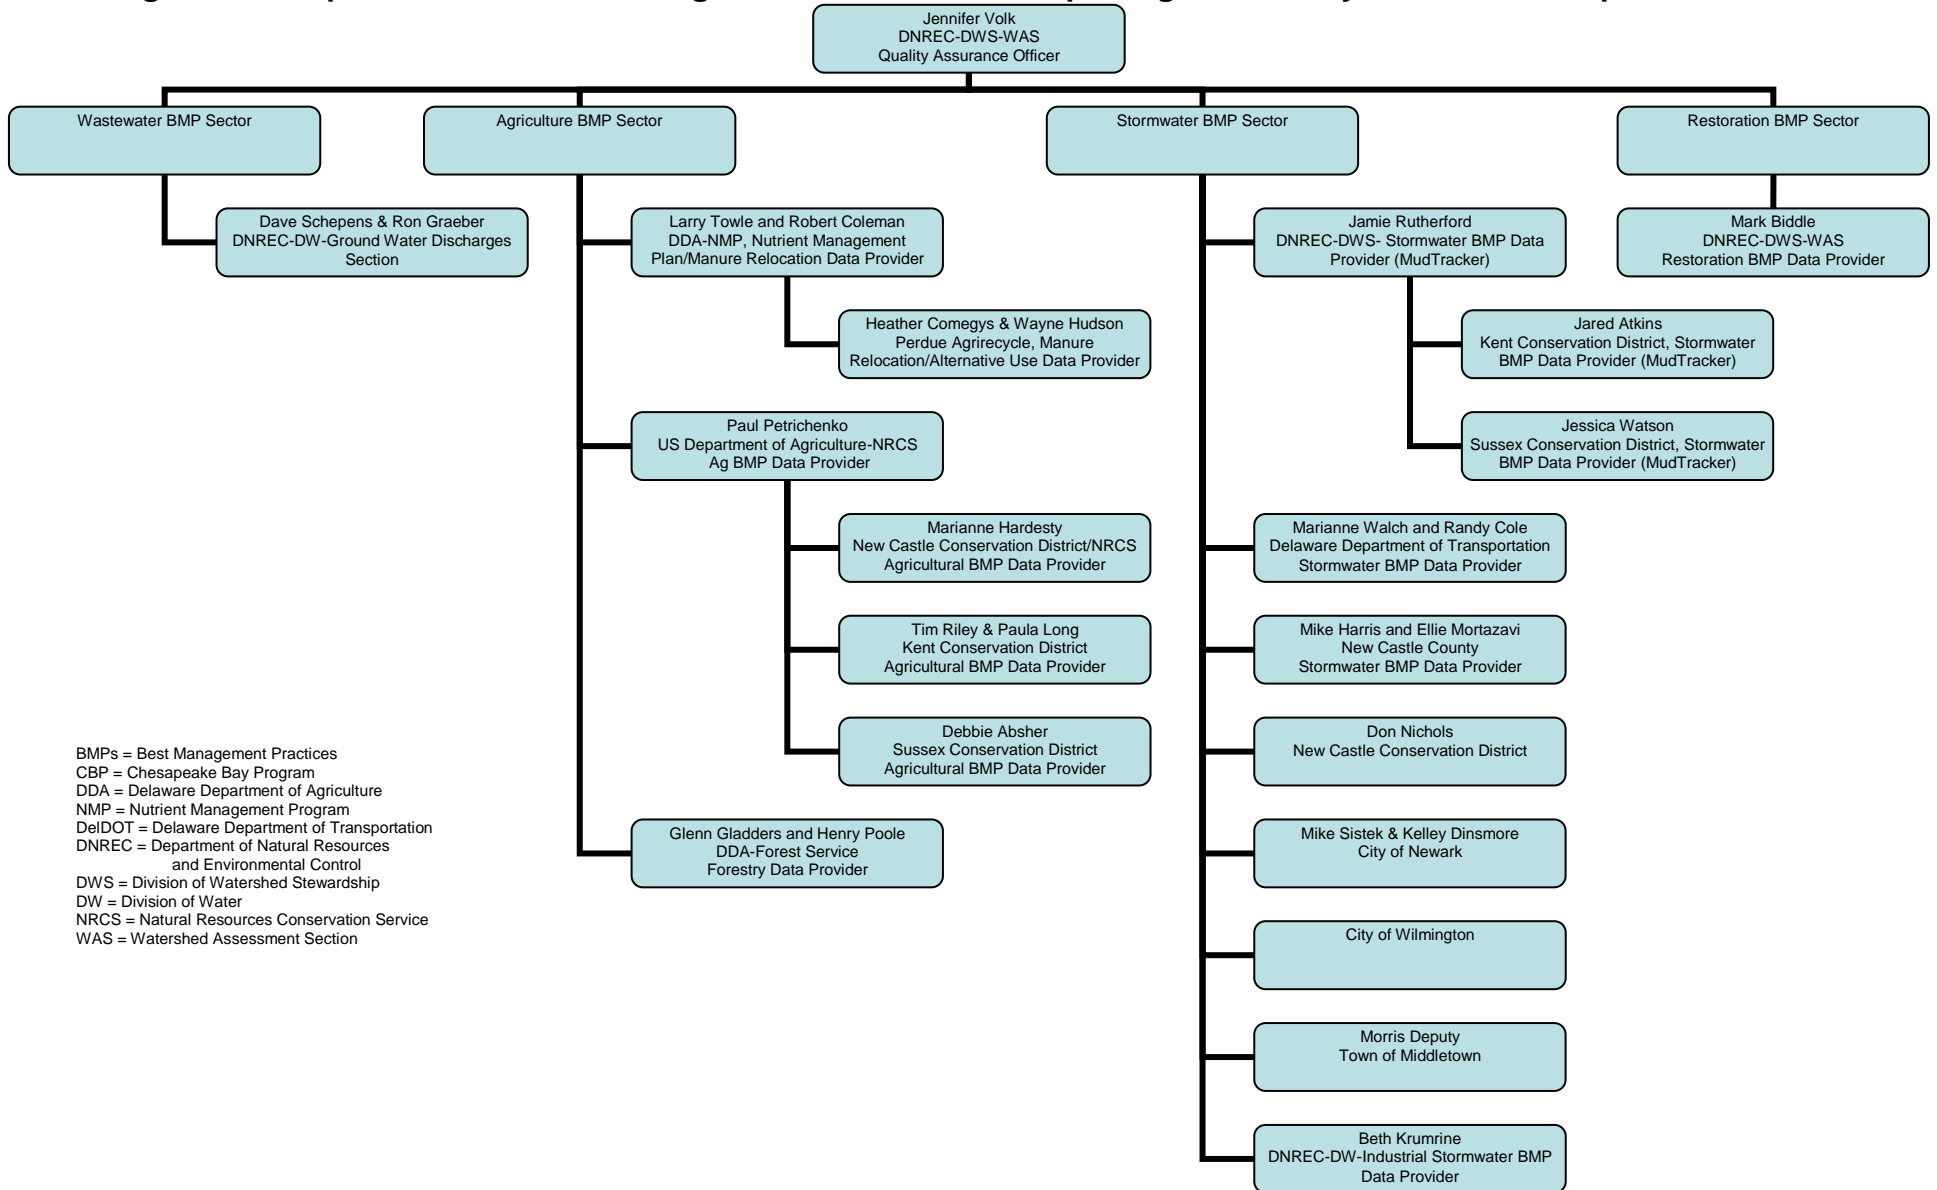 Jennifer Volk
DNREC-DWS-WAS
Quality Assurance Officer
Wastewater BMP Sector
Agriculture BMP Sector
Stormwater BMP Sector
Restoration BMP Sector
Dave Schepens & Ron Graeber
DNREC-DW-Ground Water Discharges
Section
Larry Towle and Robert Coleman
DDA-NMP, Nutrient Management
Plan/Manure Relocation Data Provider
Heather Comegys & Wayne Hudson
Perdue Agrirecycle, Manure
Relocation/Alternative Use Data Provider
Paul Petrichenko
US Department of Agriculture-NRCS
Ag BMP Data Provider
Marianne Hardesty
New Castle Conservation District/NRCS
Agricultural BMP Data Provider
Tim Riley & Paula Long
Kent Conservation District
Agricultural BMP Data Provider
Debbie Absher
Sussex Conservation District
Agricultural BMP Data Provider
Glenn Gladders and Henry Poole
DDA-Forest Service
Forestry Data Provider
Jamie Rutherford
DNREC-DWS- Stormwater BMP Data
Provider (MudTracker)
Jared Atkins
Kent Conservation District, Stormwater
BMP Data Provider (MudTracker)
Jessica Watson
Sussex Conservation District, Stormwater
BMP Data Provider (MudTracker)
Marianne Walch and Randy Cole
Delaware Department of Transportation
Stormwater BMP Data Provider
Mike Harris and Ellie Mortazavi
New Castle County
Stormwater BMP Data Provider
Don Nichols
New Castle Conservation District
Mike Sistek & Kelley Dinsmore
City of Newark
City of Wilmington
Morris Deputy
Town of Middletown
Beth Krumrine
DNREC-DW-Industrial Stormwater BMP
Data Provider
Mark Biddle
DNREC-DWS-WAS
Restoration BMP Data Provider
BMPs = Best Management Practices
CBP = Chesapeake Bay Program
DDA = Delaware Department of Agriculture
NMP = Nutrient Management Program
DelDOT = Delaware Department of Transportation
DNREC = Department of Natural Resources
and Environmental Control
DWS = Division of Watershed Stewardship
DW = Division of Water
NRCS = Natural Resources Conservation Service
WAS = Watershed Assessment Section